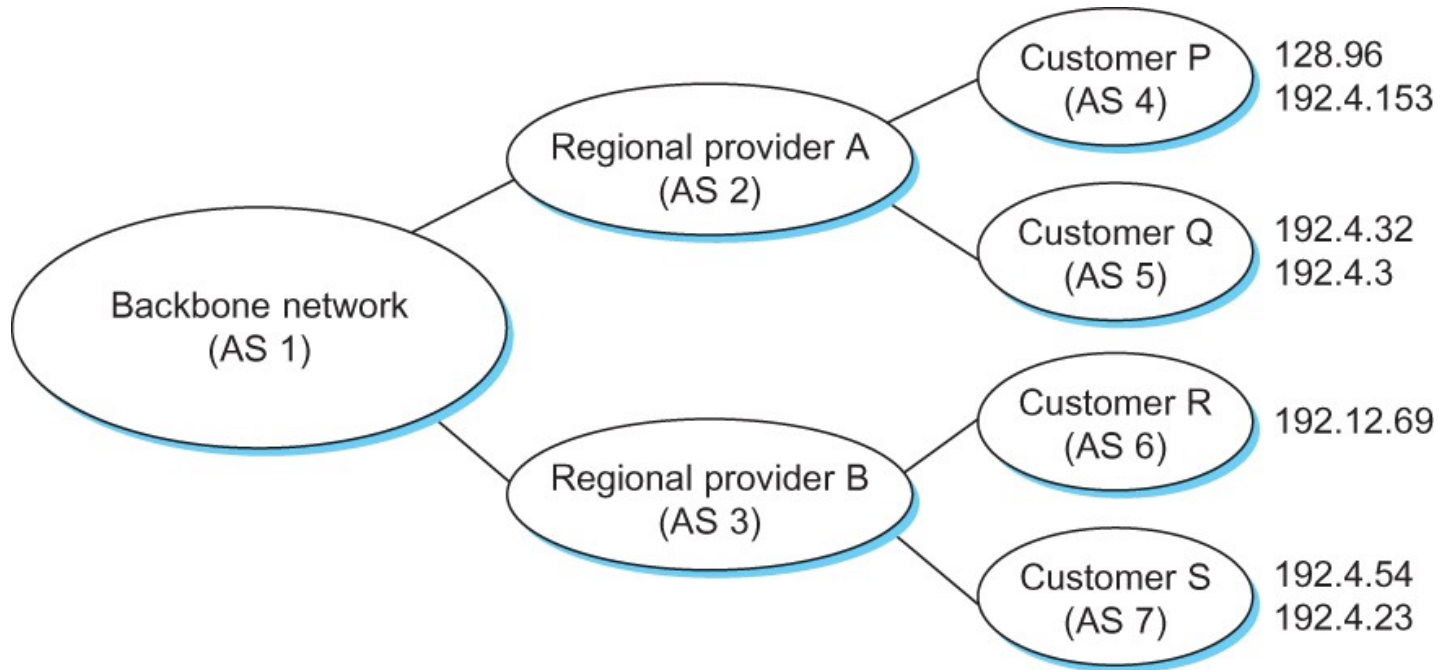 Customer P
(AS 4)
128.96
192.4.153
Regional provider A
(AS 2)
Customer Q
(AS 5)
192.4.32
192.4.3
Backbone network
(AS 1)
Customer R
(AS 6)
192.12.69
Regional provider B
(AS 3)
Customer S
(AS 7)
192.4.54
192.4.23